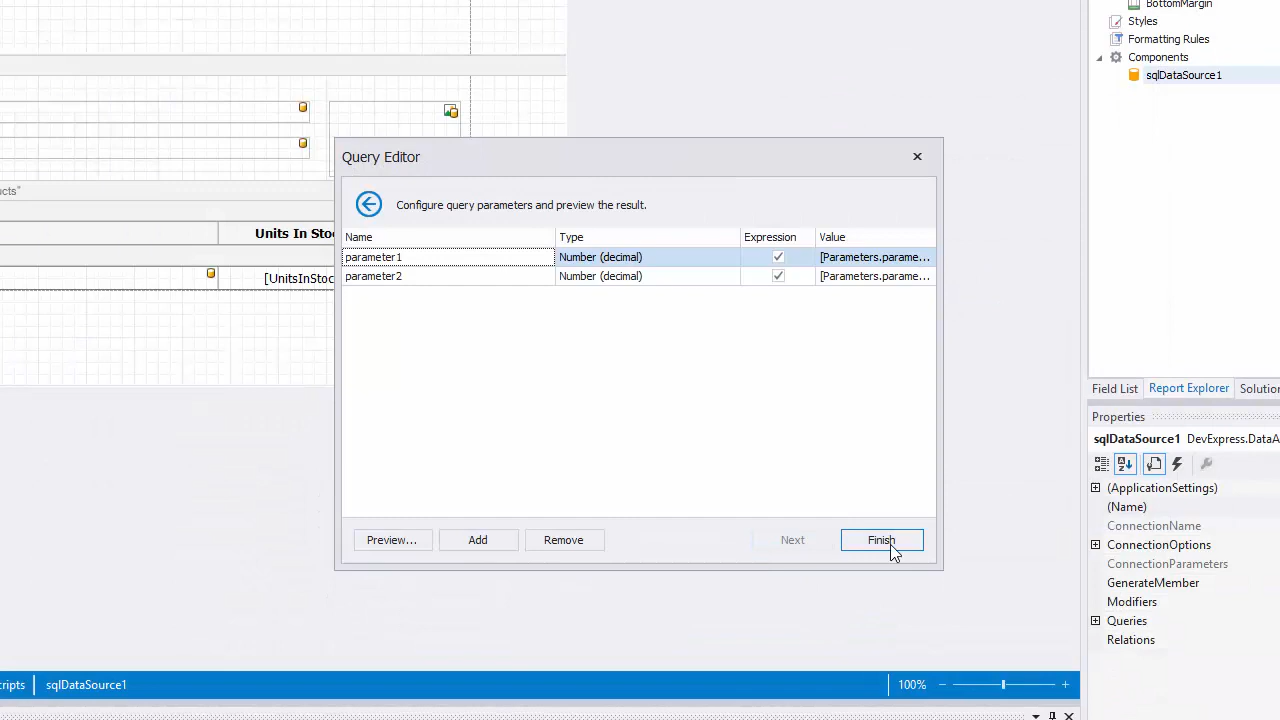 BottomMargin
Styles
Formatting Rules
Components
sqlDataSource1
Query Editor
Configure query parameters and preview the result.
Name Type Expression Value
parameter1 Number (decimal) [Parameters.parame...
parameter2 Number (decimal) [Parameters.parame...
Preview... Add Remove Next Finish
ucts"
Units In Stoc
[UnitsInStock
Field List Report Explorer Solution
Properties
sqlDataSource1 DevExpress.DataA
(ApplicationSettings)
(Name)
ConnectionName
ConnectionOptions
ConnectionParameters
GenerateMember
Modifiers
Queries
Relations
cripts sqlDataSource1 100%